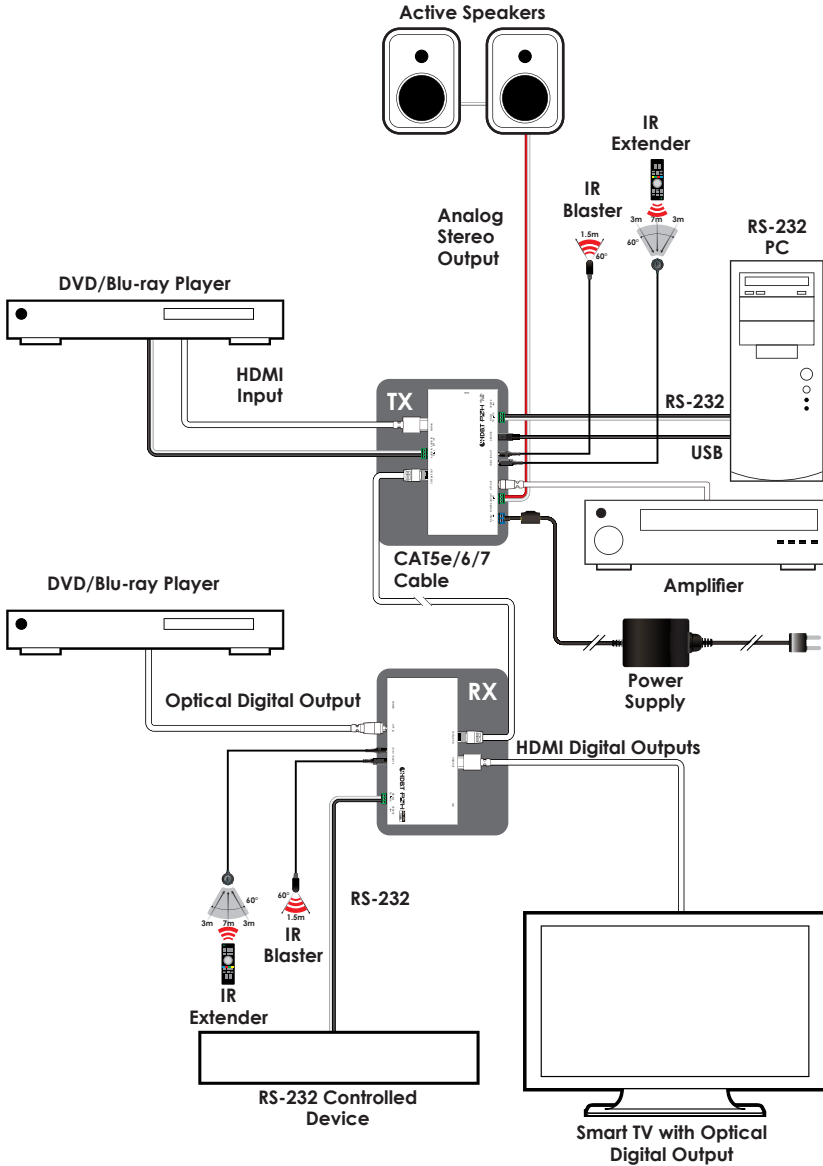 Active Speakers
IR
Extender
3m 7m 3m
60°
IR
Blaster
1.5m
60°
Analog
Stereo
Output
RS-232
PC
DVD/Blu-ray Player
HDMI
Input
TX
RS-232
USB
CAT5e/6/7
Cable
Amplifier
DVD/Blu-ray Player
Power
Supply
RX
Optical Digital Output
HDMI Digital Outputs
60°
3m 7m 3m
IR
Extender
60°
1.5m
IR
Blaster
RS-232
RS-232 Controlled
Device
Smart TV with Optical
Digital Output